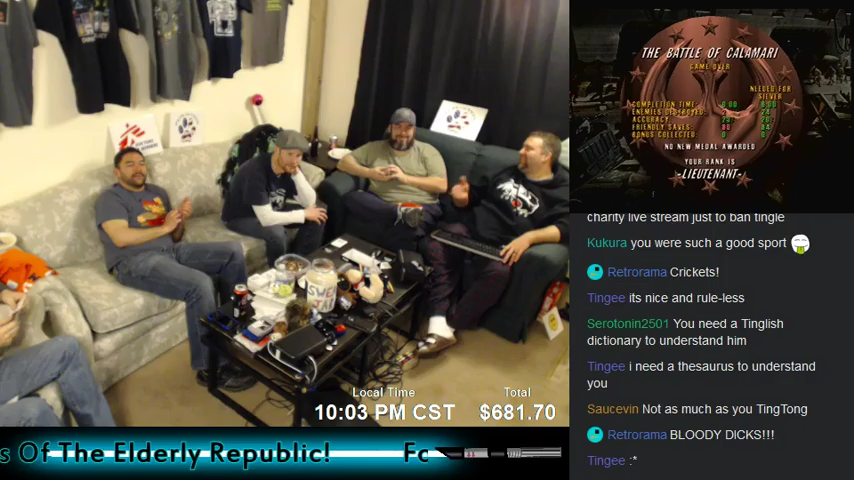 THE BATTLE OF CALAMARI
GAME OVER
NEEDED FOR
SILVER
COMPLETION TIME:
ENEMIES DESTROYED:
ACCURACY:
FRIENDLY SAVES:
BONUS COLLECTED:
NO NEW MEDAL AWARDED
YOUR RANK IS
-LIEUTENANT-
charity live stream just to ban tingle
Kukura you were such a good sport
Retrorama Crickets!
Tingee its nice and rule-less
Serotonin2501 You need a Tinglish
dictionary to understand him
Tingee i need a thesaurus to understand
you
Saucevin Not as much as you TingTong
Retrorama BLOODY DICKS!!!
Tingee :*
SWEAR
Local Time Total
10:03 PM CST $681.70
s Of The Elderly Republic! Fo